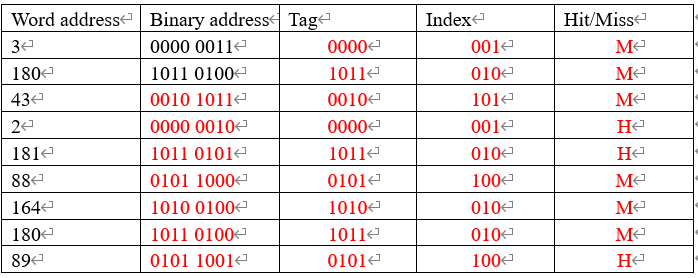 Word address Binary address Tag Index Hit/Miss
3 0000 0011 0000 001 M
180 1011 0100 1011 010 M
43 0010 1011 0010 101 M
2 0000 0010 0000 001 H
181 1011 0101 1011 010 H
88 0101 1000 0101 100 M
164 1010 0100 1010 010 M
180 1011 0100 1011 010 M
89 0101 1001 0101 100 H